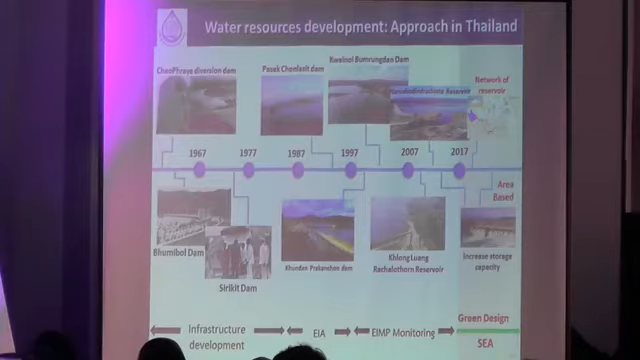 Water resources development: Approach in Thailand
ChaoPhraya diversion dam
Pasak Chonlasit dam
Kwainoi Bumrungdan Dam
Reservoir
Network of
reservoir
1967
1977
1987
1997
2007
2017
Area
Based
Bhumibol Dam
Sirikit Dam
Khundan Prakanchon dam
Khlong Luang
Rachalothorn Reservoir
Increase storage
capacity
Infrastructure
development
EIA
EIMP Monitoring
Green Design
SEA